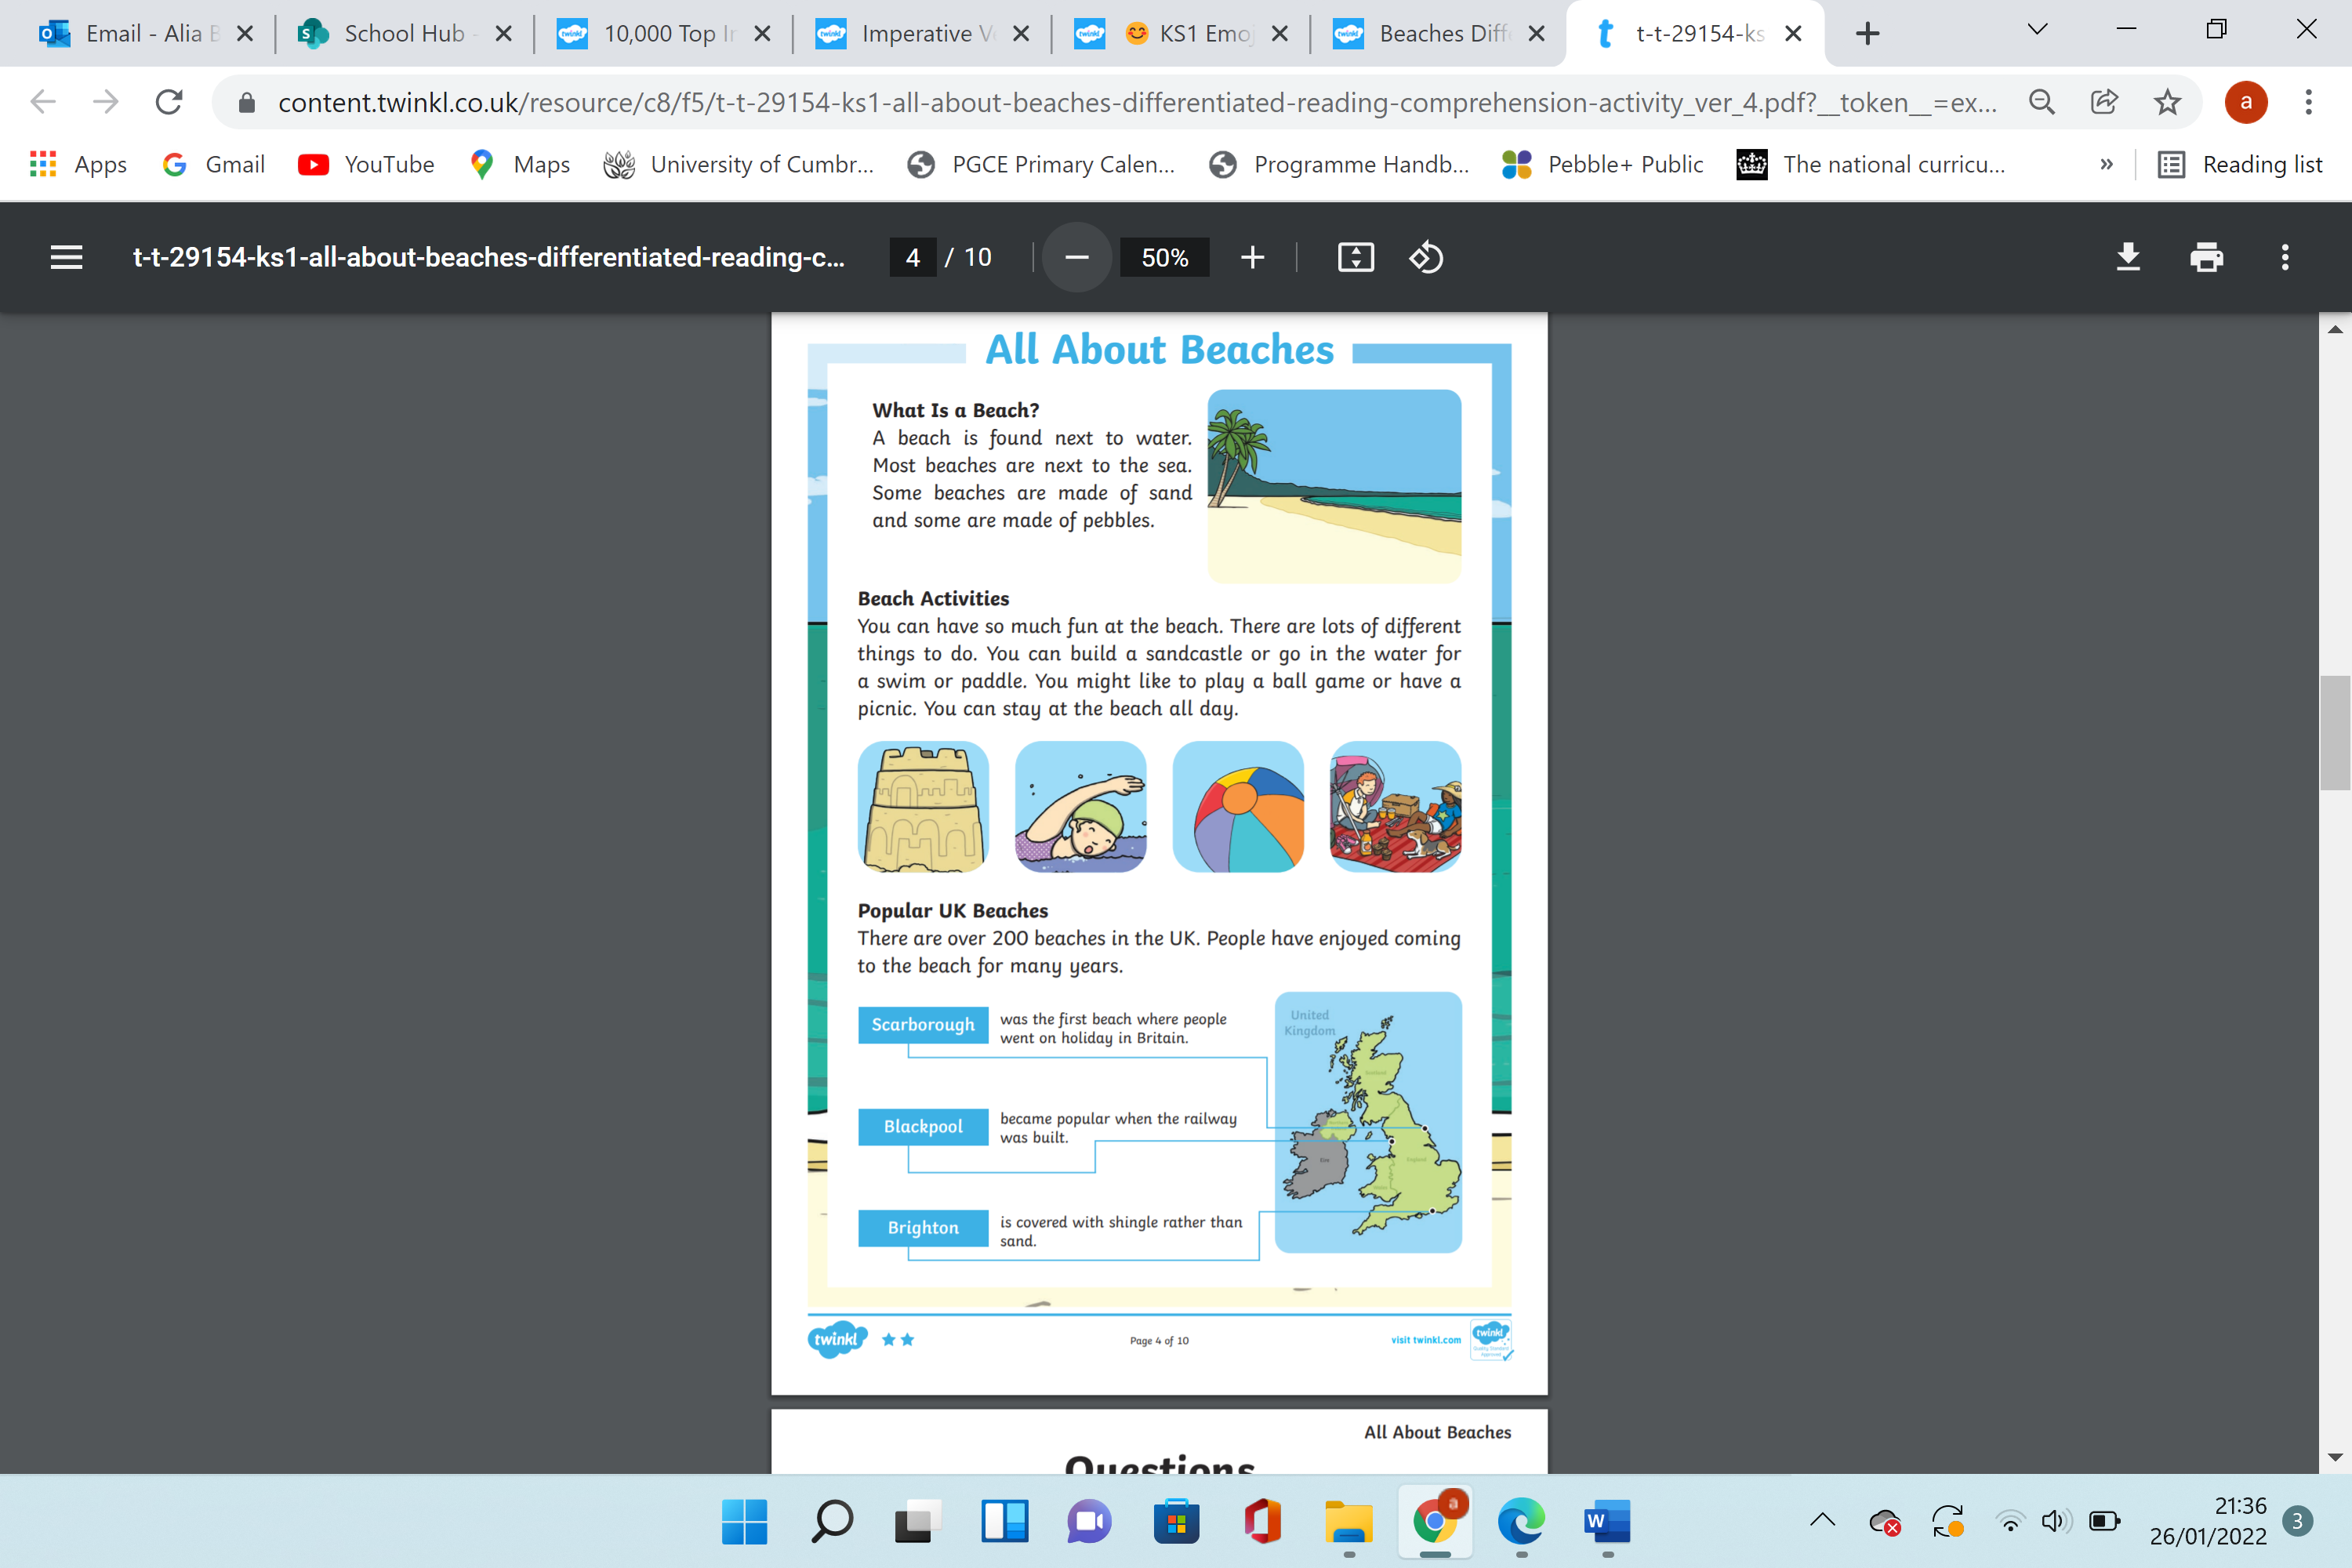 Email - Alia B
School Hub -
10,000 Top Ir
Imperative Ve
KS1 Emoj
Beaches Diffe
t-t-29154-ks
content.twinkl.co.uk/resource/c8/f5/t-t-29154-ks1-all-about-beaches-differentiated-reading-comprehension-activity_ver_4.pdf?__token__=ex...
a
Apps
Gmail
YouTube
Maps
University of Cumbr...
PGCE Primary Calen...
Programme Handb...
Pebble+ Public
The national curricu...
»
Reading list
t-t-29154-ks1-all-about-beaches-differentiated-reading-c...
4 / 10
50%
All About Beaches
What Is a Beach?
A beach is found next to water.
Most beaches are next to the sea.
Some beaches are made of sand
and some are made of pebbles.
Beach Activities
You can have so much fun at the beach. There are lots of different
things to do. You can build a sandcastle or go in the water for
a swim or paddle. You might like to play a ball game or have a
picnic. You can stay at the beach all day.
Popular UK Beaches
There are over 200 beaches in the UK. People have enjoyed coming
to the beach for many years.
Scarborough
was the first beach where people
went on holiday in Britain.
Blackpool
became popular when the railway
was built.
Brighton
is covered with shingle rather than
sand.
United
Kingdom
twinkl
Page 4 of 10
visit twinkl.com
twinkl
All About Beaches
Questions
21:36
26/01/2022
3